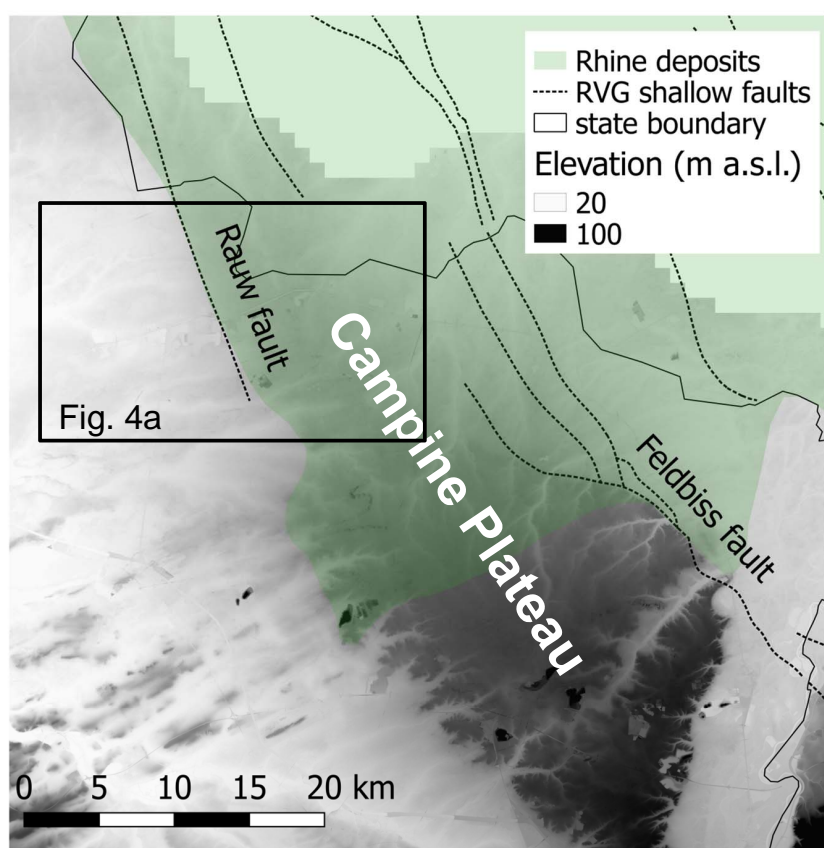 Rhine deposits
RVG shallow faults
state boundary
Elevation (m a.s.l.)
20
100
Rauw fault
Campine Plateau
Fig. 4a
Feldbiss fault
0 5 10 15 20 km